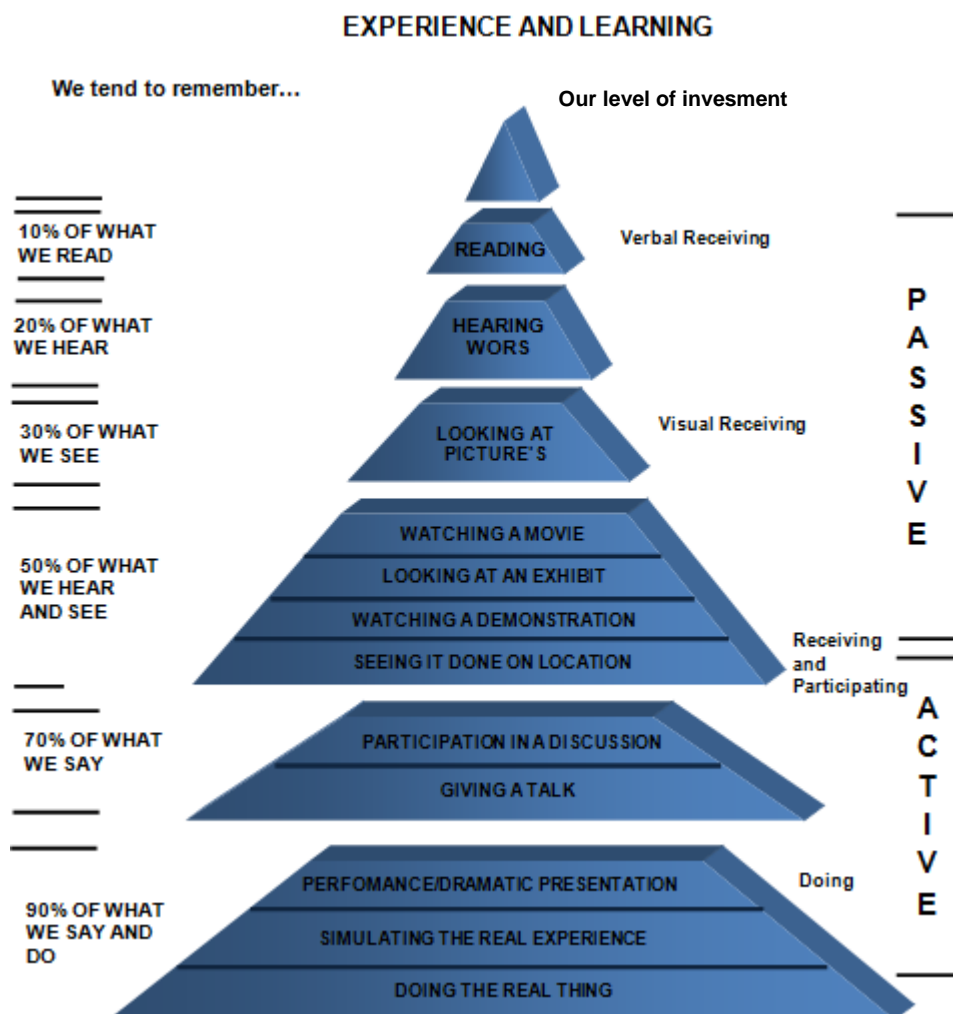 EXPERIENCE AND LEARNING
We tend to remember...
Our level of invesment
10% OF WHAT
WE READ
READING
Verbal Receiving
20% OF WHAT
WE HEAR
HEARING
WORS
30% OF WHAT
WE SEE
LOOKING AT
PICTURE'S
Visual Receiving
PASSIVE
50% OF WHAT
WE HEAR
AND SEE
WATCHING A MOVIE
LOOKING AT AN EXHIBIT
WATCHING A DEMONSTRATION
SEEING IT DONE ON LOCATION
Receiving
and
Participating
70% OF WHAT
WE SAY
PARTICIPATION IN A DISCUSSION
GIVING A TALK
ACTIVE
90% OF WHAT
WE SAY AND
DO
PERFOMANCE/DRAMATIC PRESENTATION
SIMULATING THE REAL EXPERIENCE
DOING THE REAL THING
Doing